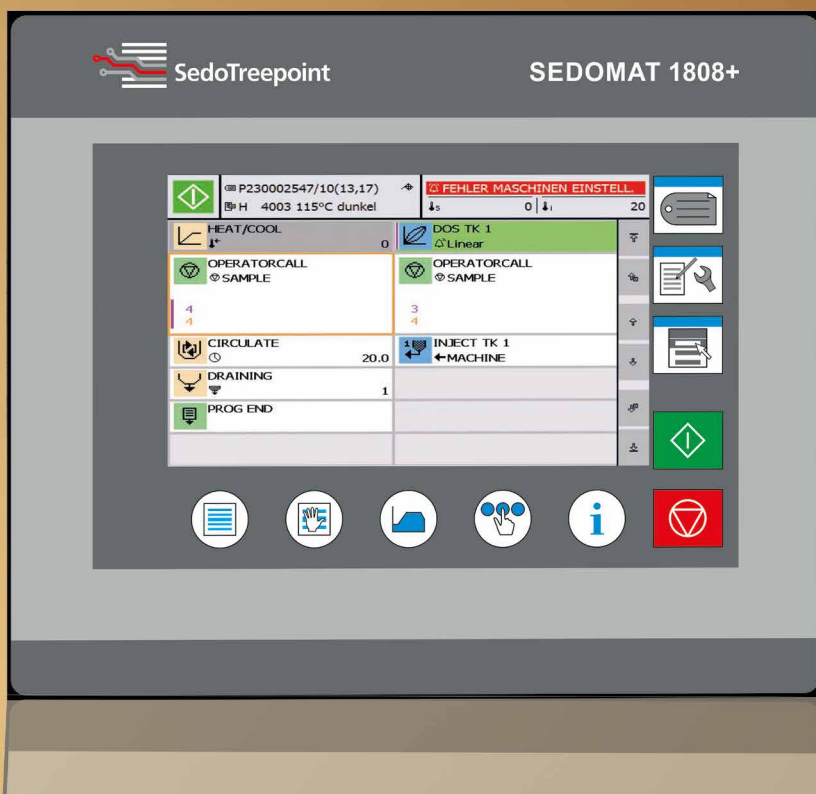 SedoTreepoint
SEDOMAT 1808+
P230002547/10(13,17)
H 4003 115°C dunkel
FEHLER MASCHINEN EINSTELL.
s 0 i 20
HEAT/COOL
0
DOS TK 1
Linear
OPERATORCALL
SAMPLE
4
4
OPERATORCALL
SAMPLE
3
4
CIRCULATE
20.0
1 INJECT TK 1
MACHINE
DRAINING
1
PROG END
i